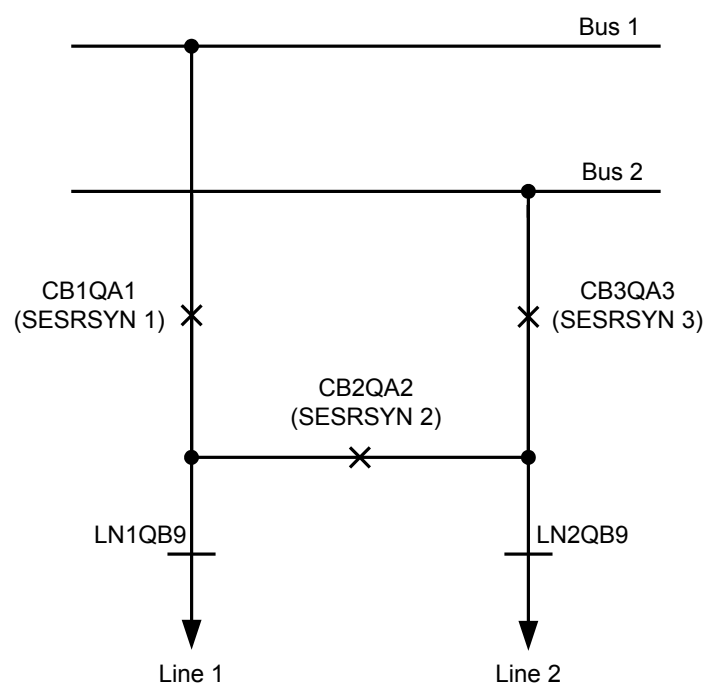 Bus 1
Bus 2
CB1QA1
(SESRSYN 1)
CB3QA3
(SESRSYN 3)
CB2QA2
(SESRSYN 2)
LN1QB9
LN2QB9
Line 1
Line 2